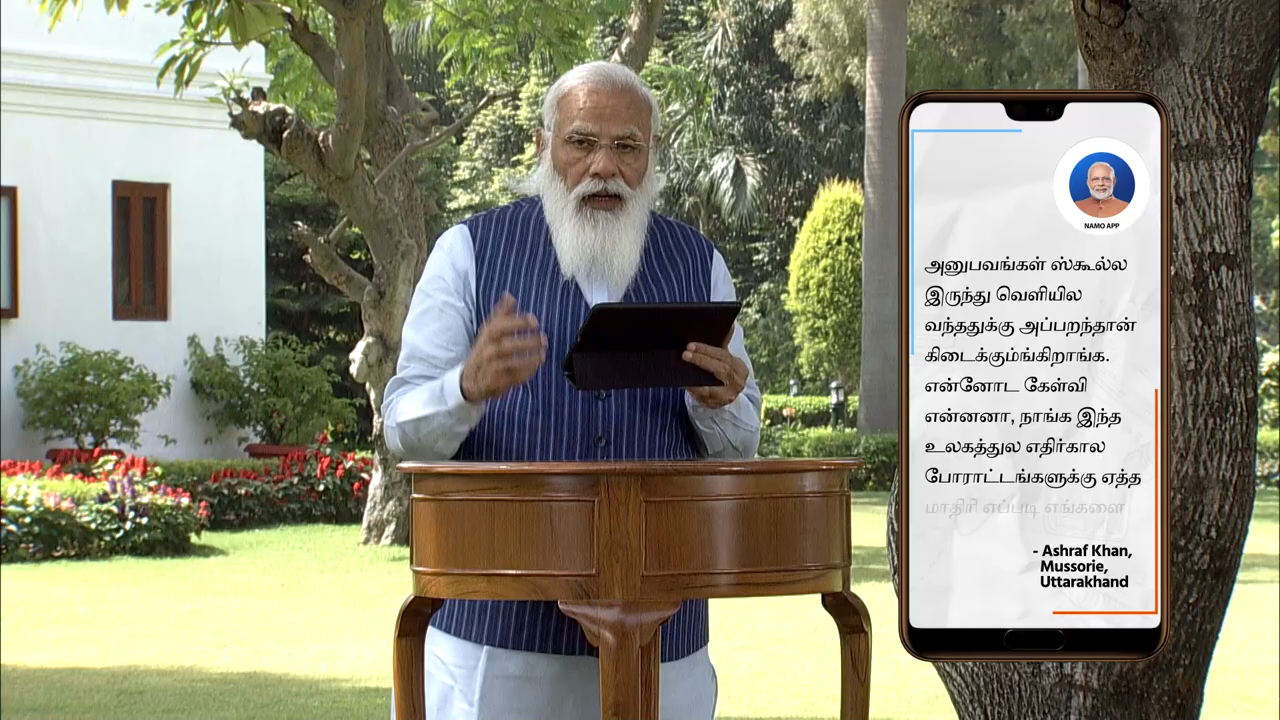 NAMO APP
அனுபவங்கள் ஸ்கூல்ல
இருந்து வெளியில
வந்ததுக்கு அப்பறந்தான்
கிடைக்கும்ங்கிறாங்க.
என்னோட கேள்வி
என்னனா, நாங்க இந்த
உலகத்துல எதிர்கால
போராட்டங்களுக்கு ஏத்த
மாதிரி எப்படி எங்களை
- Ashraf Khan,
Mussorie,
Uttarakhand